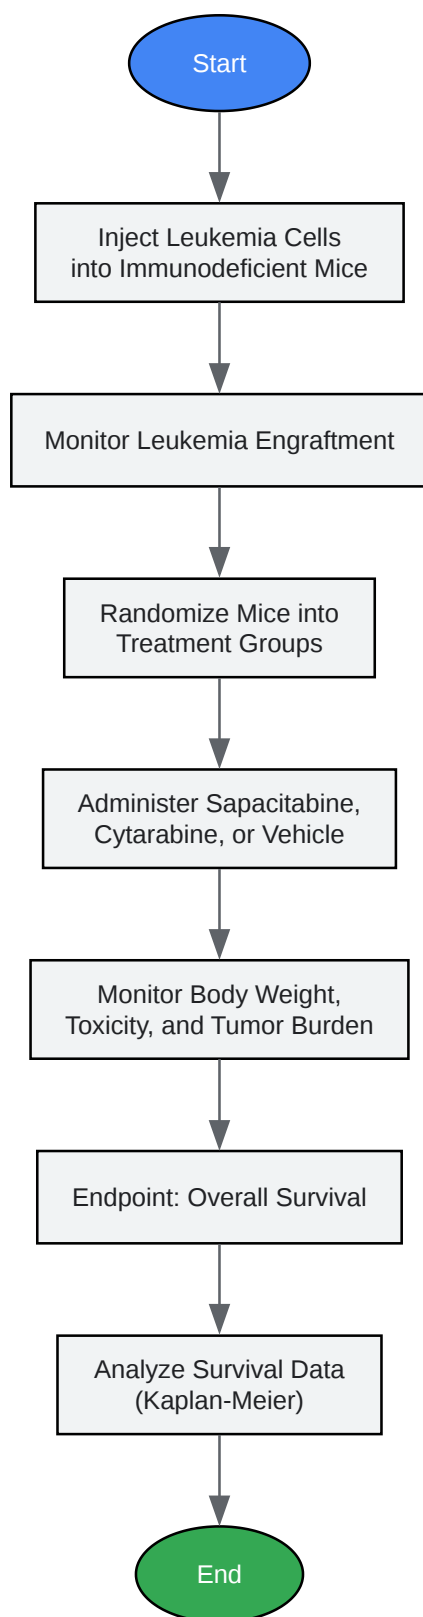 Start
Inject Leukemia Cells
into Immunodeficient Mice
Monitor Leukemia Engraftment
Randomize Mice into
Treatment Groups
Administer Sapacitabine,
Cytarabine, or Vehicle
Monitor Body Weight,
Toxicity, and Tumor Burden
Endpoint: Overall Survival
Analyze Survival Data
(Kaplan-Meier)
End